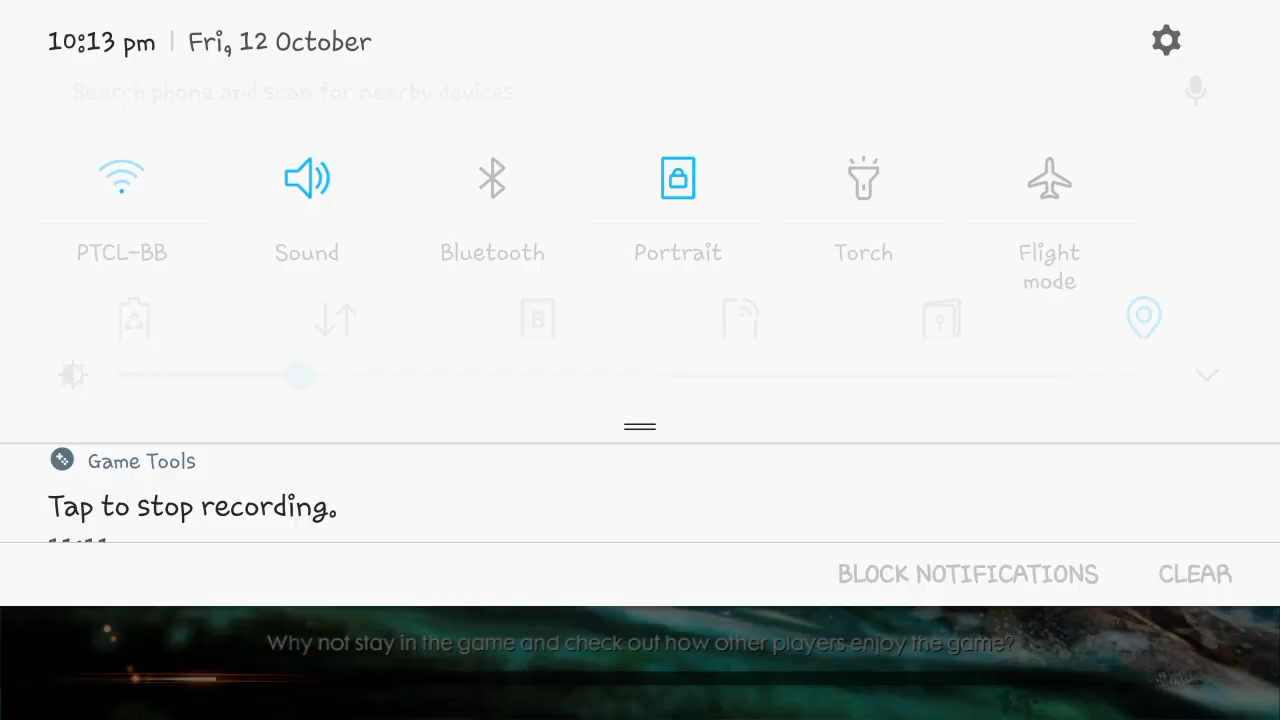 10:13 pm | Fri, 12 October
Search phone and scan for nearby devices
PTCL-BB Sound Bluetooth Portrait Torch Flight mode
B
Game Tools
Tap to stop recording.
11:11
BLOCK NOTIFICATIONS CLEAR
Why not stay in the game and check out how other players enjoy the game?